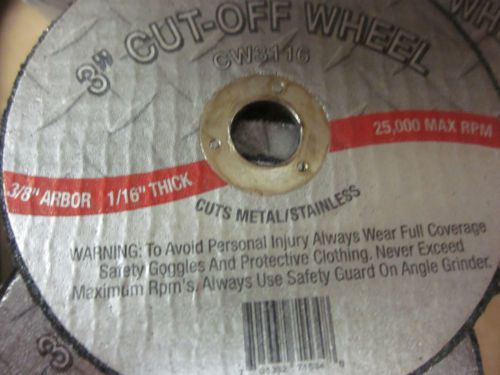 3" CUT-OFF WHEEL
CW3116
25,000 MAX RPM
3/8" ARBOR 1/16" THICK
CUTS METAL/STAINLESS
WARNING: To Avoid Personal Injury Always Wear Full Coverage
Safety Goggles And Protective Clothing. Never Exceed
Maximum Rpm's. Always Use Safety Guard On Angle Grinder.
3"